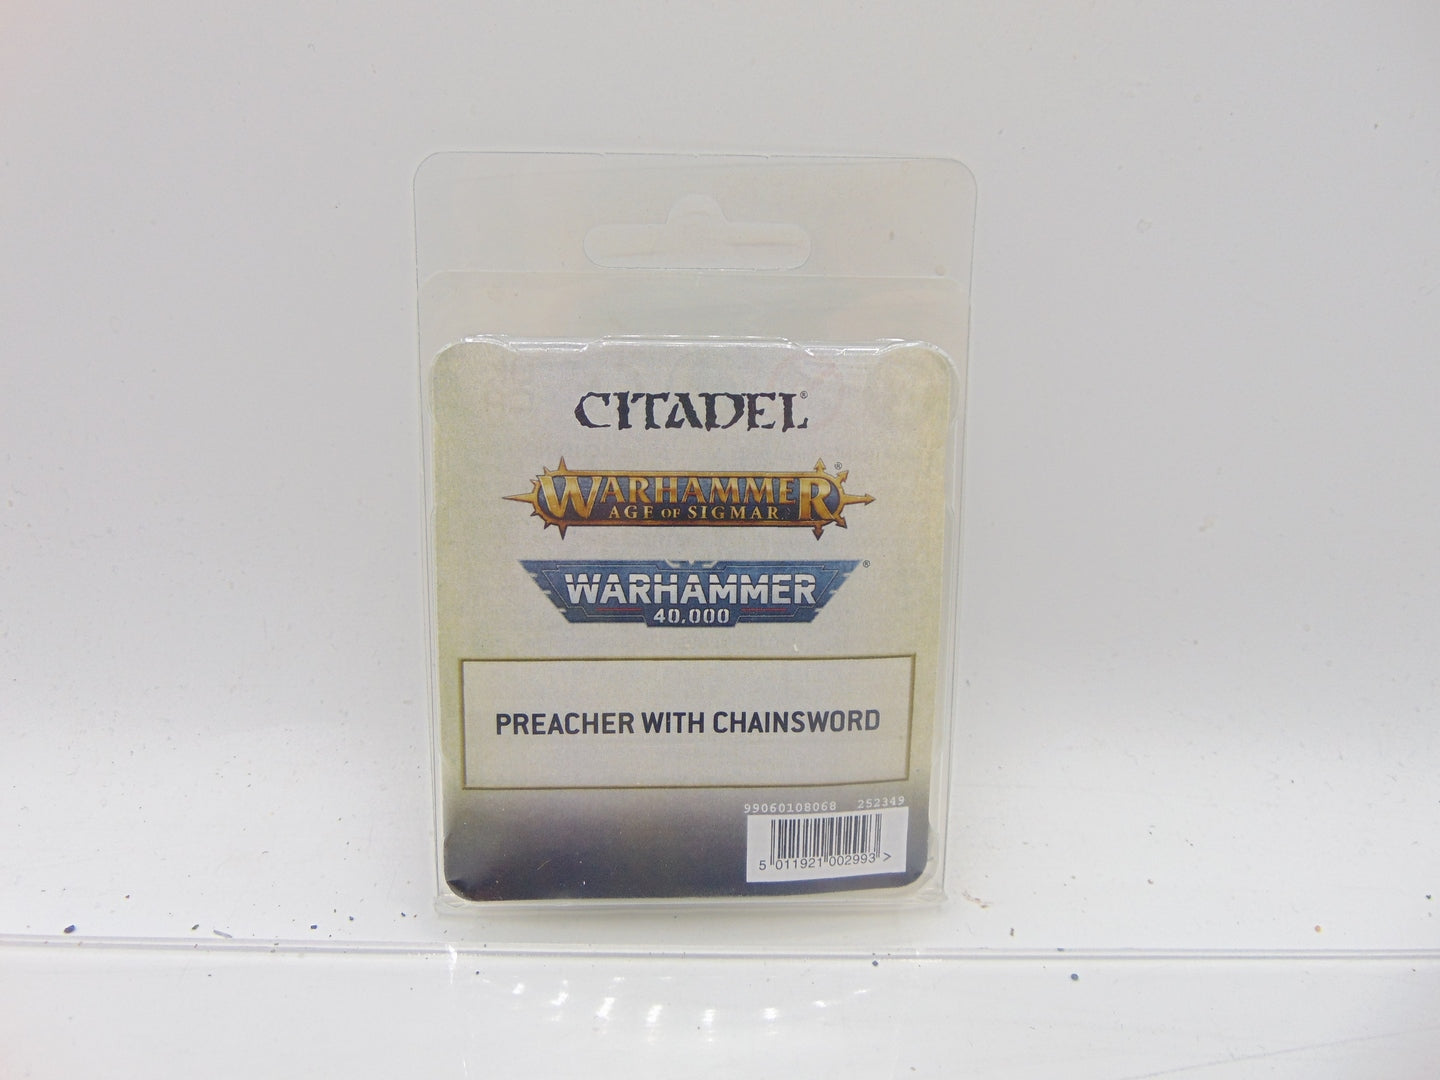 CITADEL®
WARHAMMER®
AGE OF SIGMAR
WARHAMMER®
40,000
PREACHER WITH CHAINSWORD
99060108068 252349
5 011921 002993 >